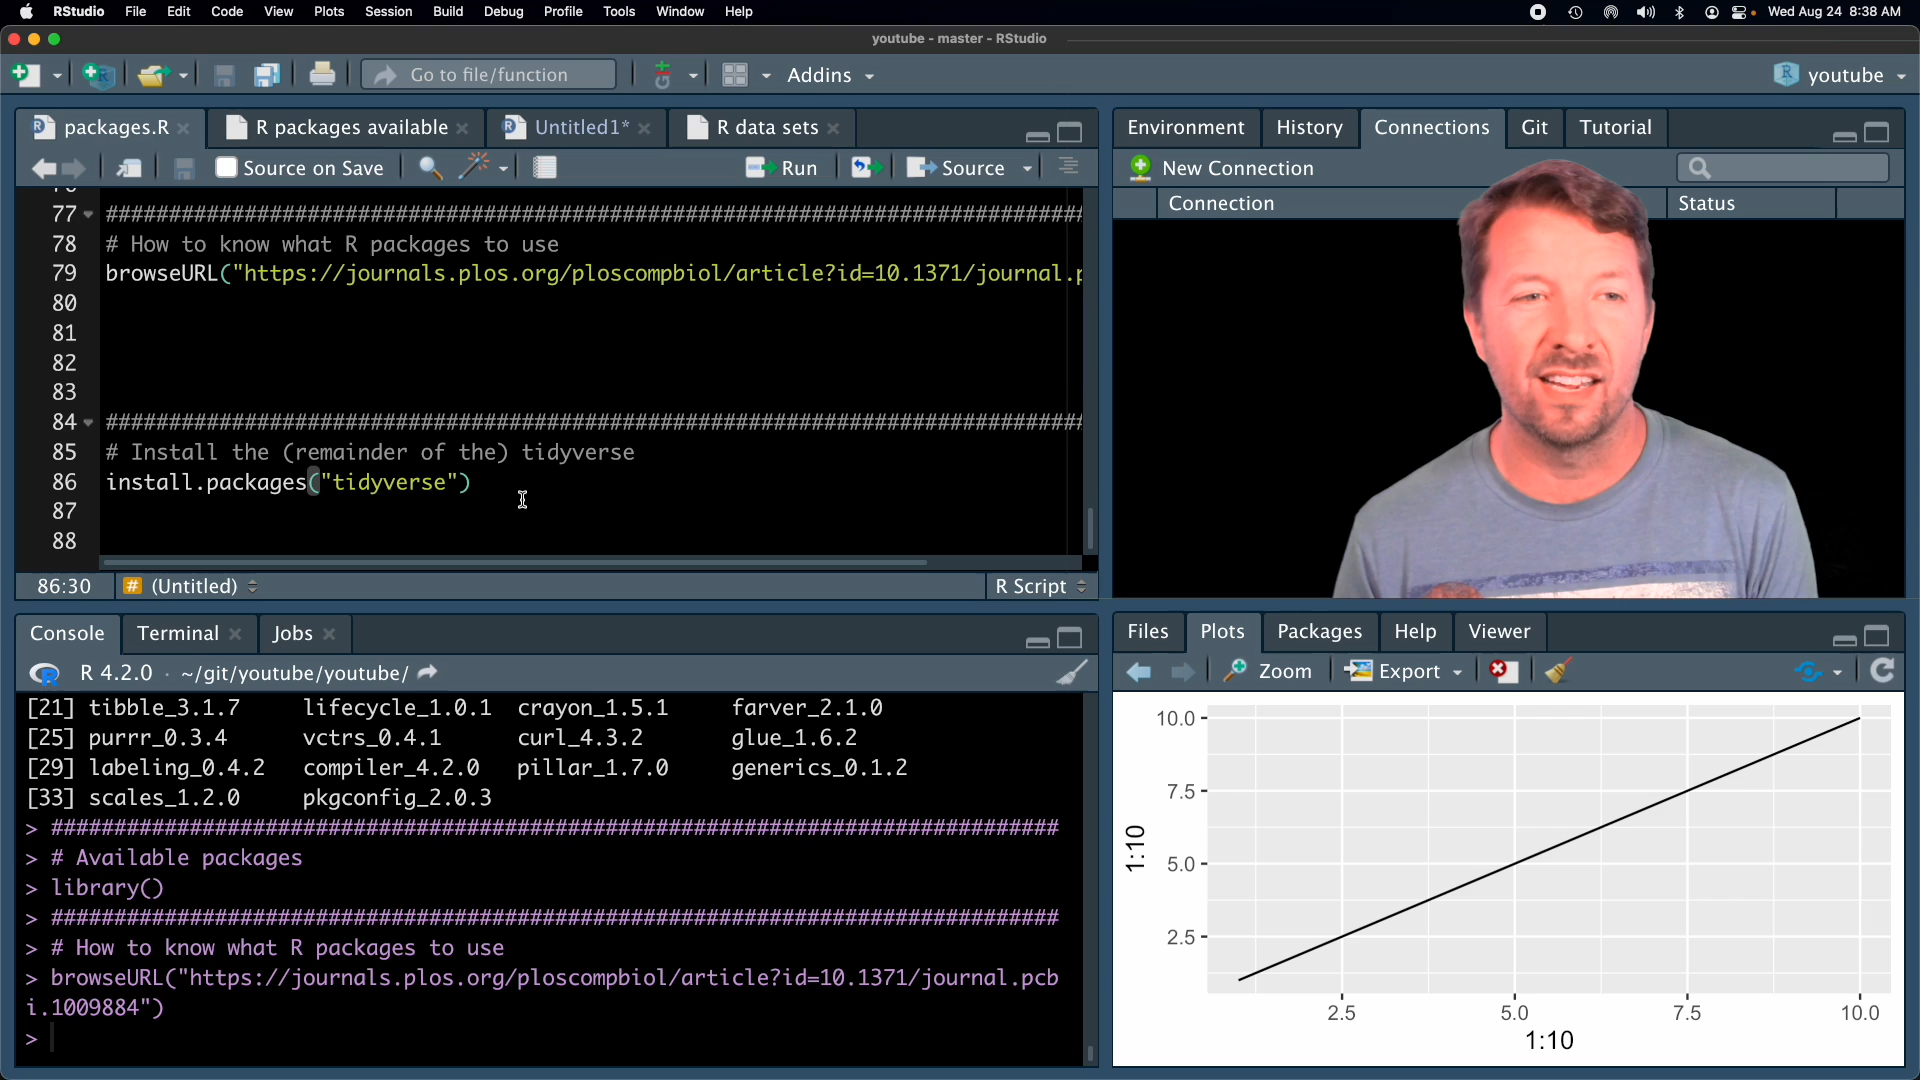 RStudio File Edit Code View Plots Session Build Debug Profile Tools Window Help Wed Aug 24 8:38 AM
youtube - master - RStudio
Go to file/function Addins youtube
packages.R R packages available Untitled1* R data sets
Source on Save Run Source
77 ################################################################################
78 # How to know what R packages to use
79 browseURL("https://journals.plos.org/ploscompbiol/article?id=10.1371/journal.p
80
81
82
83
84 ################################################################################
85 # Install the (remainder of the) tidyverse
86 install.packages("tidyverse")
87
88
86:30 # (Untitled) R Script
Environment History Connections Git Tutorial
New Connection
Connection Status
Console Terminal Jobs
R 4.2.0 · ~/git/youtube/youtube/
[21] tibble_3.1.7 lifecycle_1.0.1 crayon_1.5.1 farver_2.1.0
[25] purrr_0.3.4 vctrs_0.4.1 curl_4.3.2 glue_1.6.2
[29] labeling_0.4.2 compiler_4.2.0 pillar_1.7.0 generics_0.1.2
[33] scales_1.2.0 pkgconfig_2.0.3
> ################################################################################
> # Available packages
> library()
> ################################################################################
> # How to know what R packages to use
> browseURL("https://journals.plos.org/ploscompbiol/article?id=10.1371/journal.pcb
i.1009884")
>
Files Plots Packages Help Viewer
Zoom Export
10.0
7.5
5.0
2.5
1:10
2.5 5.0 7.5 10.0
1:10